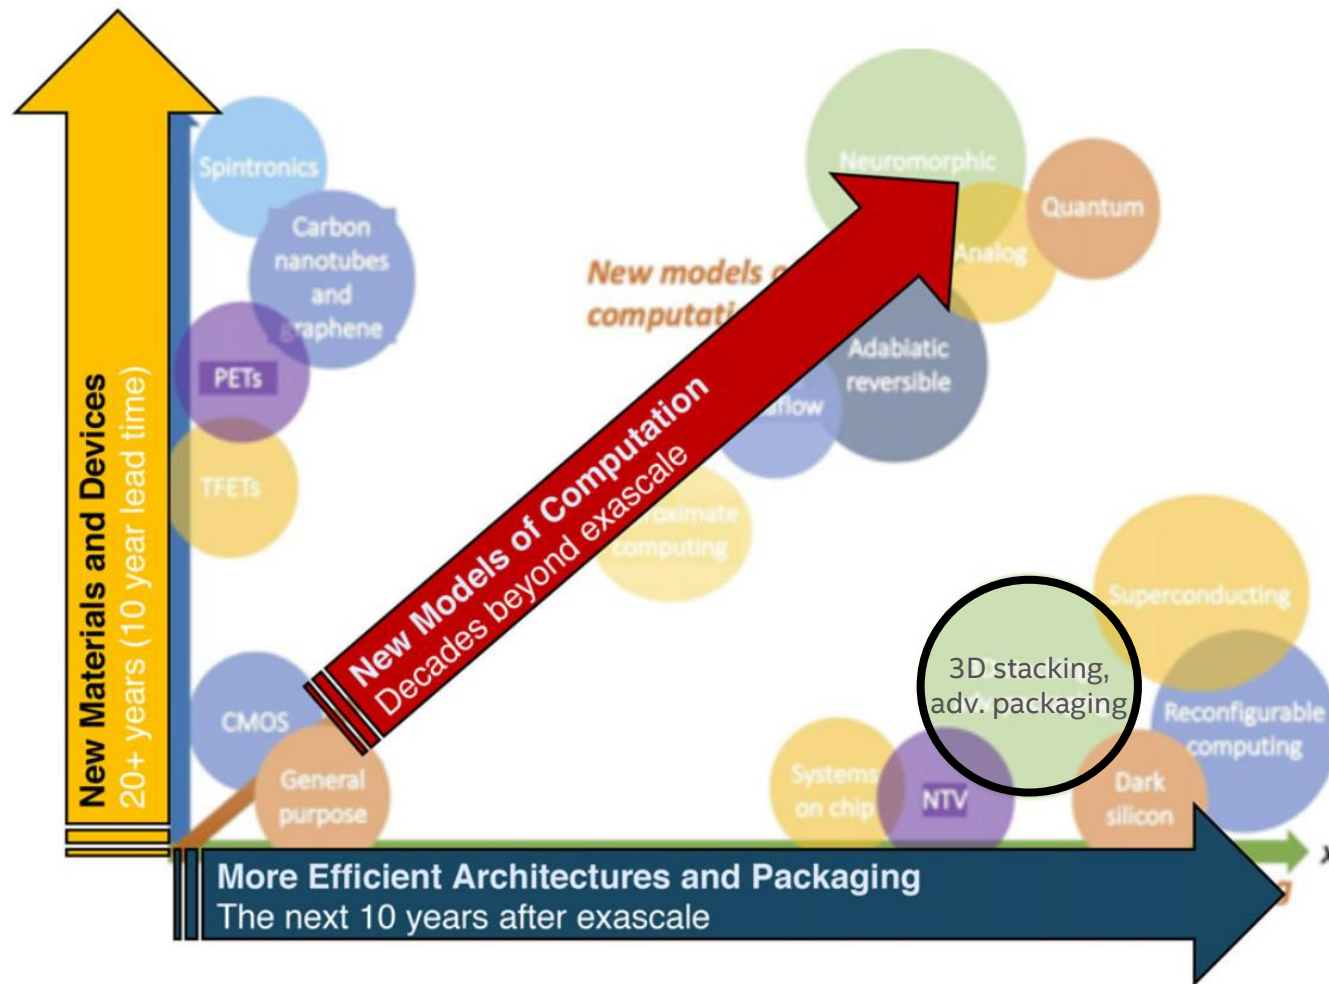 Spintronics
Carbon
nanotubes
and
graphene
PETs
TFETs
CMOS
General
purpose
New Materials and Devices
20+ years (10 year lead time)
New models
Neuromorphic
Quantum
Analog
Adabiatic
reversible
computing
New Models of Computation
Decades beyond exascale
Superconducting
3D stacking,
adv. packaging
Reconfigurable
computing
Systems
on chip
NTV
Dark
silicon
More Efficient Architectures and Packaging
The next 10 years after exascale